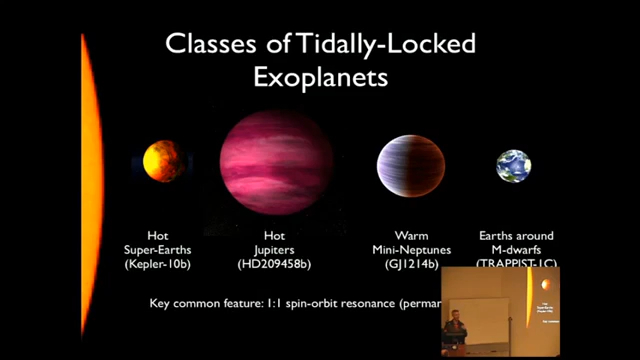 Classes of Tidally-Locked
Exoplanets
Hot
Super-Earths
(Kepler-10b)
Hot
Jupiters
(HD209458b)
Warm
Mini-Neptunes
(GJ1214b)
Earths around
M-dwarfs
(TRAPPIST-1C)
Key common feature: 1:1 spin-orbit resonance